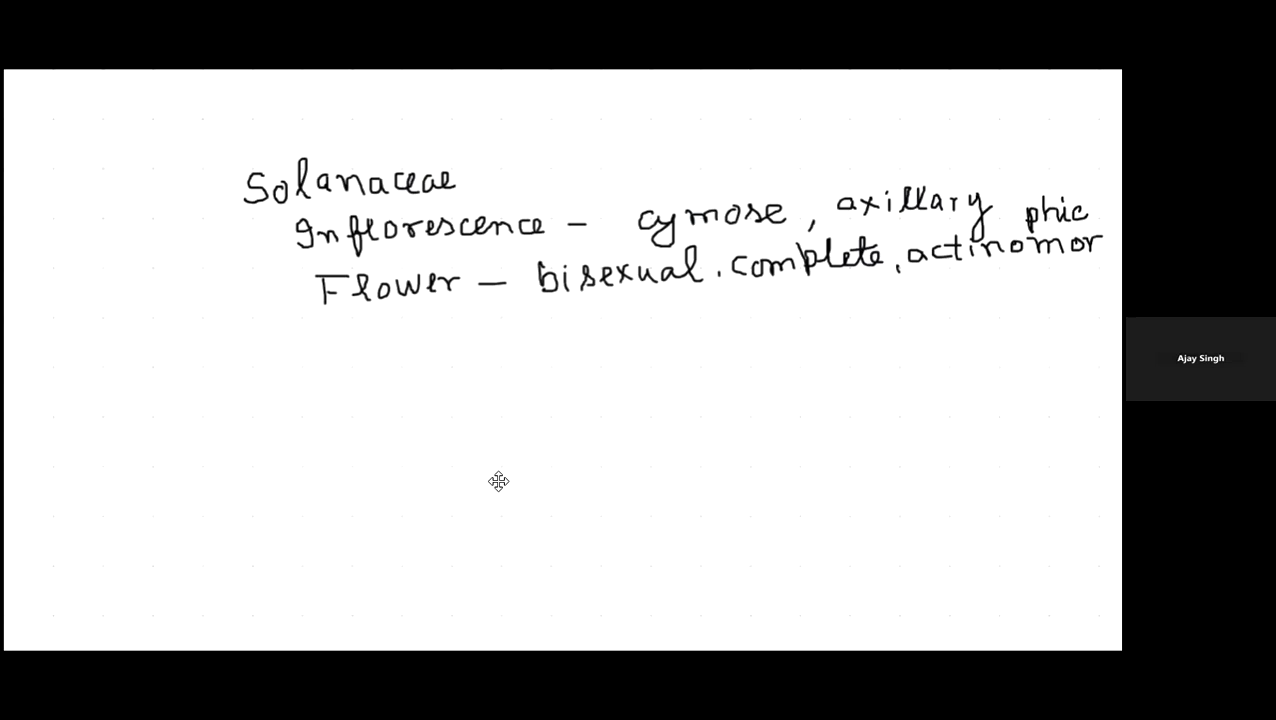 Solanaceae
Inflorescence - cymose, axillary
Flower - bisexual. complete, actinomor
phic
Ajay Singh